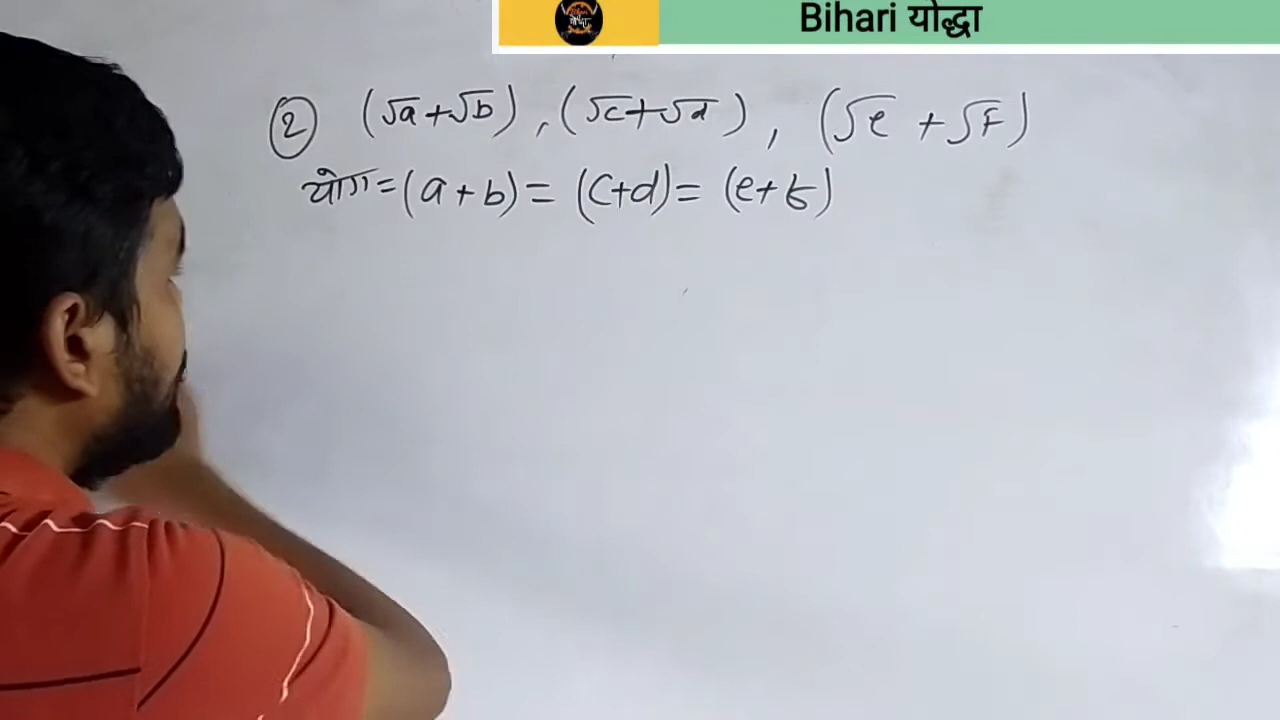 Bihari योद्धा
② (√a+√b), (√c+√d), (√e+√F)
योग=(a+b)=(c+d)=(e+f)